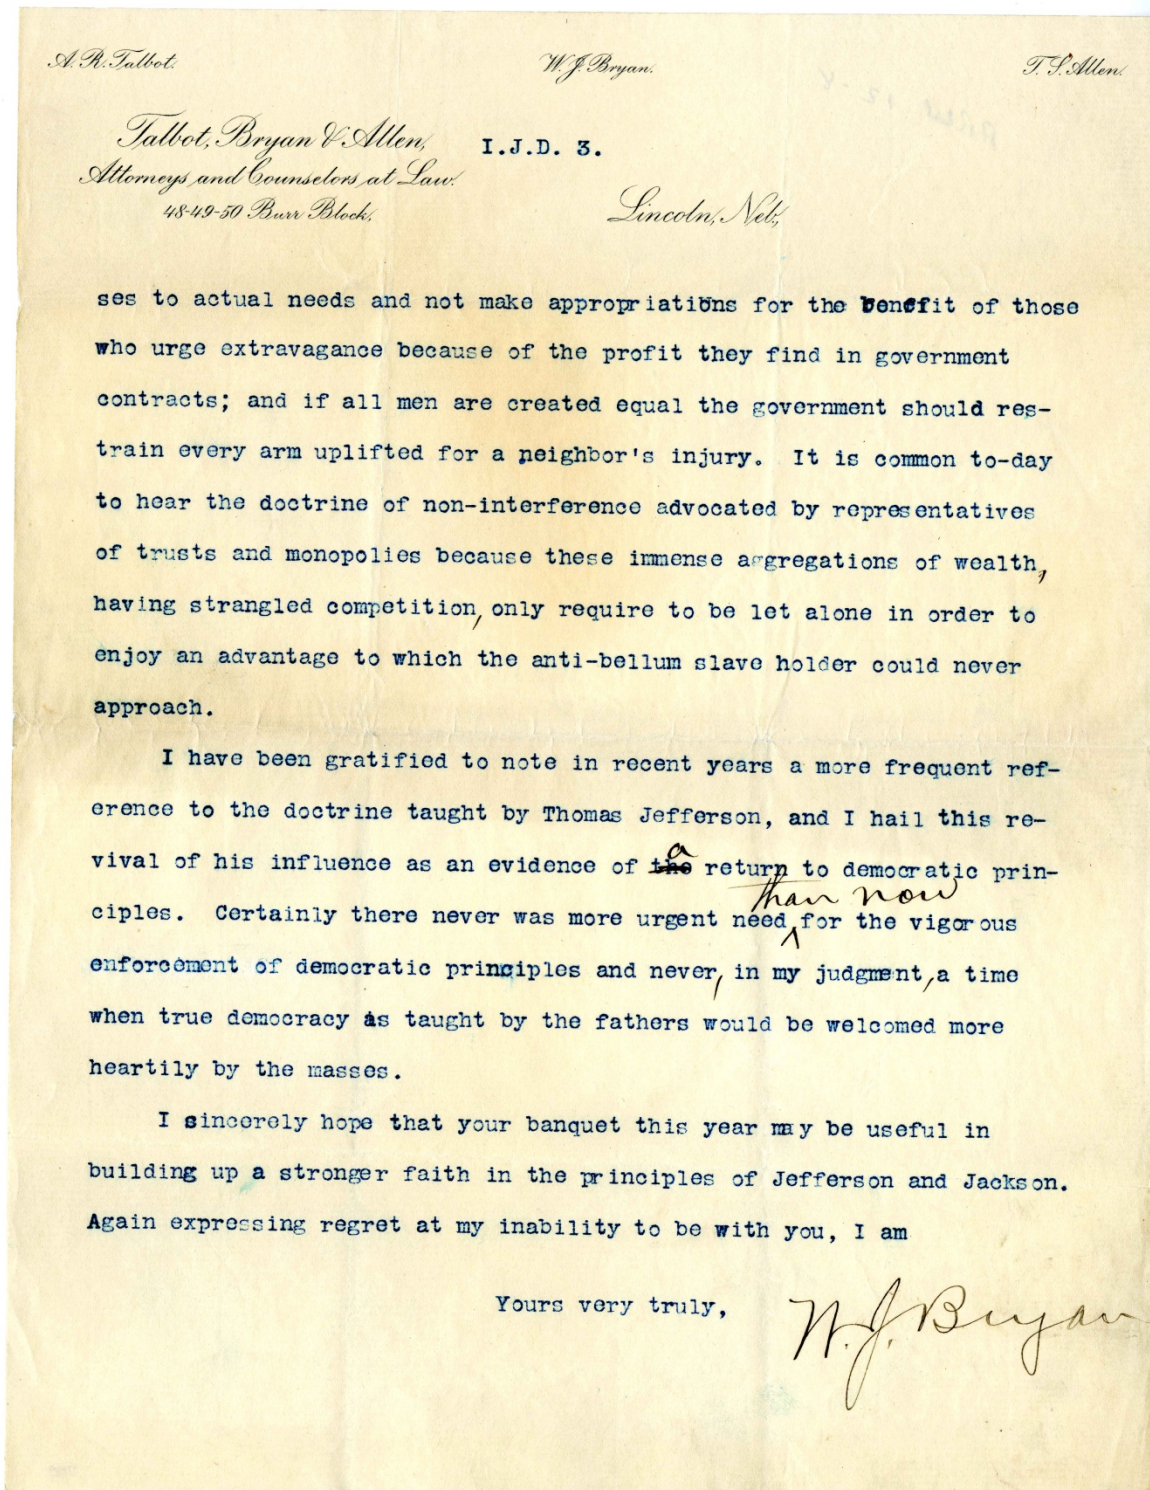 A. R. Talbot. W. J. Bryan. T. S. Allen.
Talbot, Bryan & Allen, I.J.D. 3.
Attorneys and Counselors at Law.
48-49-50 Burr Block. Lincoln, Neb.,
ses to actual needs and not make appropriations for the benefit of those
who urge extravagance because of the profit they find in government
contracts; and if all men are created equal the government should res-
train every arm uplifted for a neighbor's injury. It is common to-day
to hear the doctrine of non-interference advocated by representatives
of trusts and monopolies because these immense aggregations of wealth,
having strangled competition, only require to be let alone in order to
enjoy an advantage to which the anti-bellum slave holder could never
approach.
I have been gratified to note in recent years a more frequent ref-
erence to the doctrine taught by Thomas Jefferson, and I hail this re-
vival of his influence as an evidence of the a return to democratic prin-
ciples. Certainly there never was more urgent need than now for the vigorous
enforcement of democratic principles and never, in my judgment, a time
when true democracy as taught by the fathers would be welcomed more
heartily by the masses.
I sincerely hope that your banquet this year may be useful in
building up a stronger faith in the principles of Jefferson and Jackson.
Again expressing regret at my inability to be with you, I am
Yours very truly, W. J. Bryan